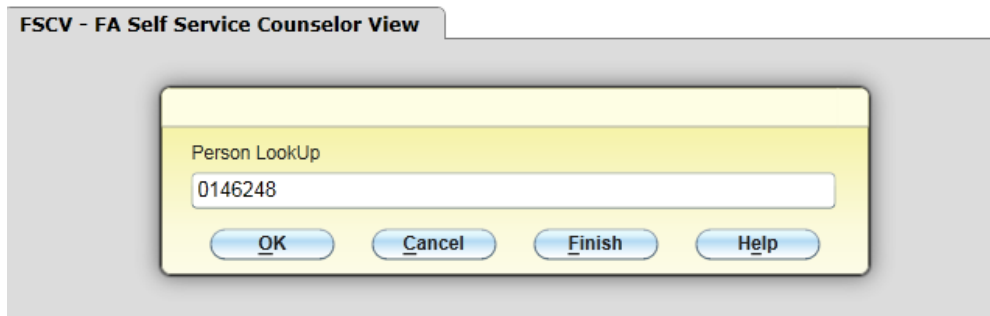 FSCV - FA Self Service Counselor View
Person LookUp
0146248
OK Cancel Finish Help